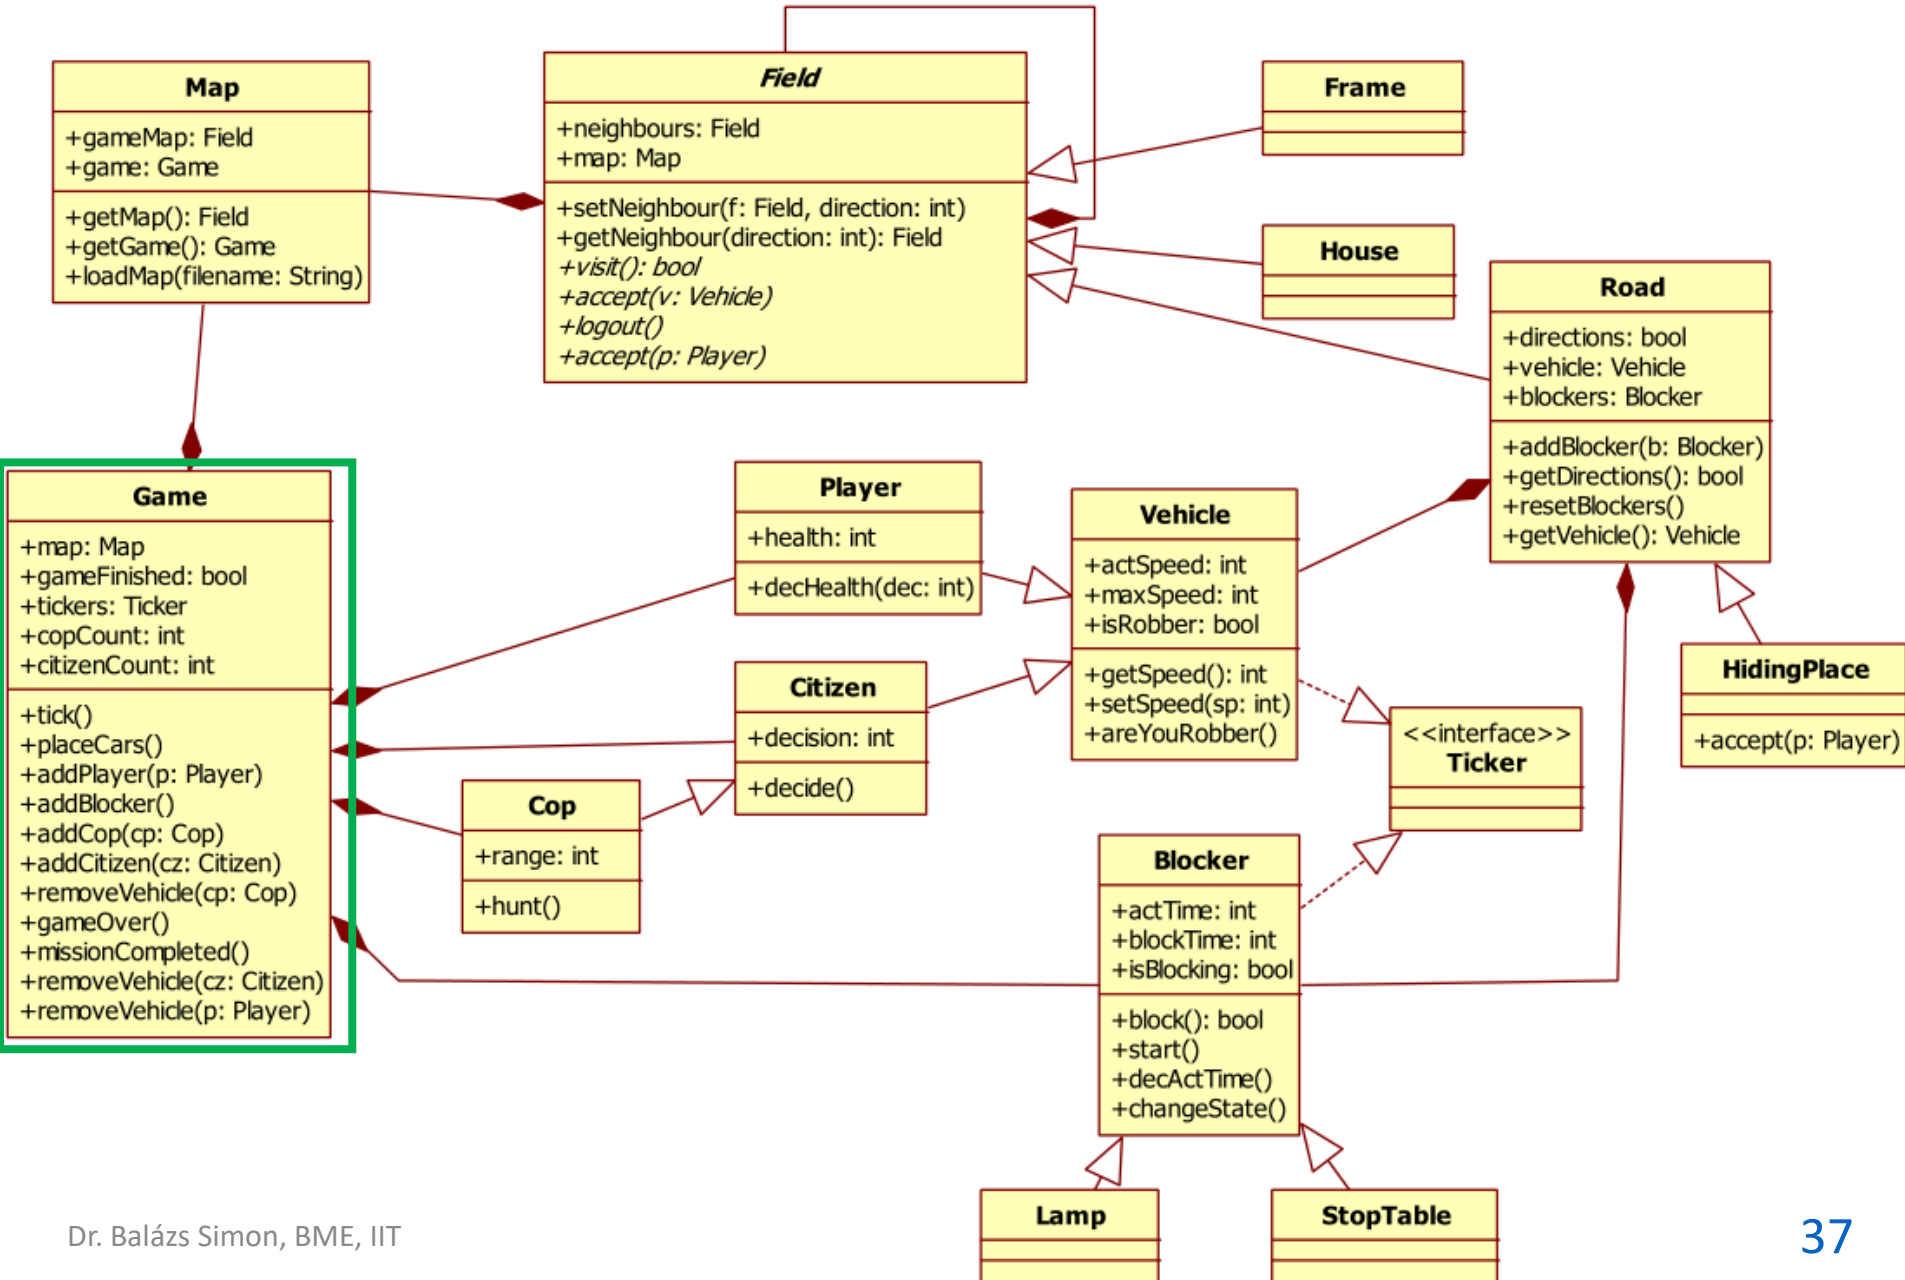 Map
+gameMap: Field
+game: Game
+getMap(): Field
+getGame(): Game
+loadMap(filename: String)
Field
+neighbours: Field
+map: Map
+setNeighbour(f: Field, direction: int)
+getNeighbour(direction: int): Field
+visit(): bool
+accept(v: Vehicle)
+logout()
+accept(p: Player)
Frame
House
Road
+directions: bool
+vehicle: Vehicle
+blockers: Blocker
+addBlocker(b: Blocker)
+getDirections(): bool
+resetBlockers()
+getVehicle(): Vehicle
Game
+map: Map
+gameFinished: bool
+tickers: Ticker
+copCount: int
+citizenCount: int
+tick()
+placeCars()
+addPlayer(p: Player)
+addBlocker()
+addCop(cp: Cop)
+addCitizen(cz: Citizen)
+removeVehicle(cp: Cop)
+gameOver()
+missionCompleted()
+removeVehicle(cz: Citizen)
+removeVehicle(p: Player)
Player
+health: int
+decHealth(dec: int)
Citizen
+decision: int
+decide()
Cop
+range: int
+hunt()
Vehicle
+actSpeed: int
+maxSpeed: int
+isRobber: bool
+getSpeed(): int
+setSpeed(sp: int)
+areYouRobber()
HidingPlace
+accept(p: Player)
<<interface>>
Ticker
Blocker
+actTime: int
+blockTime: int
+isBlocking: bool
+block(): bool
+start()
+decActTime()
+changeState()
Lamp
StopTable
Dr. Balázs Simon, BME, IIT
37